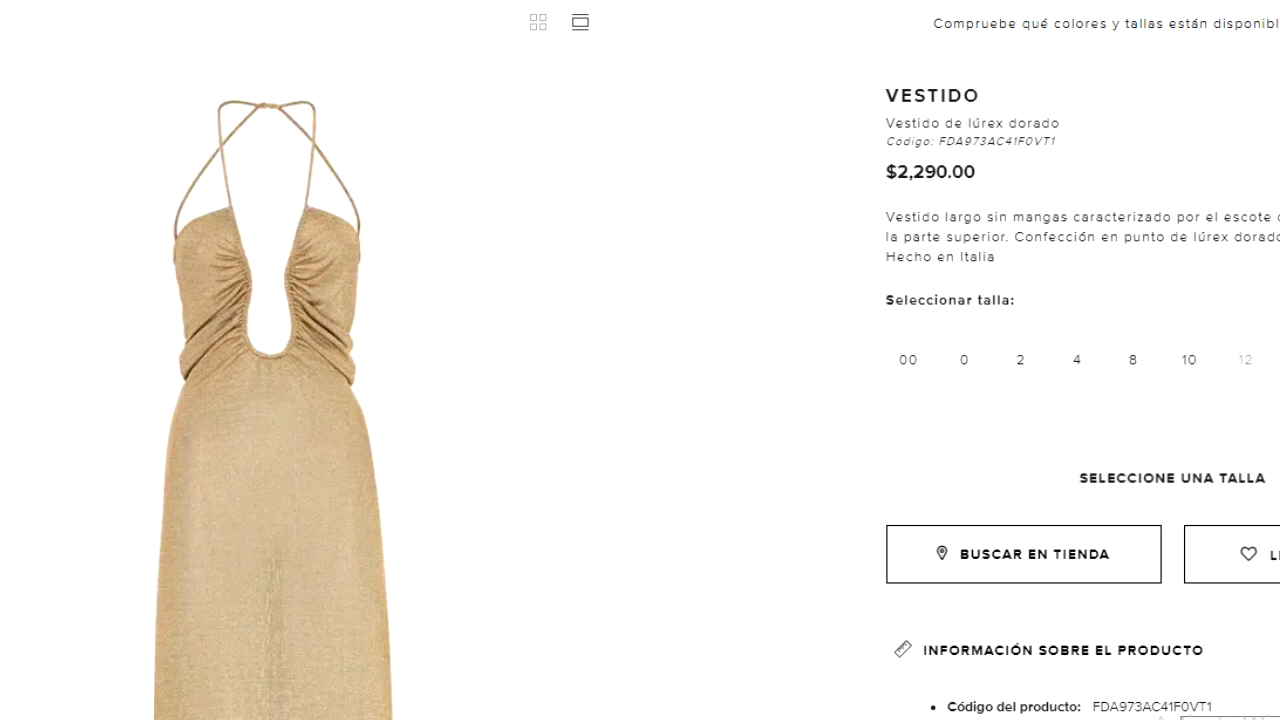 Compruebe qué colores y tallas están
VESTIDO
Vestido de lúrex dorado
Codigo: FDA973AC41F0VT1
$2,290.00
Vestido largo sin mangas caracterizado por el escote
la parte superior. Confección en punto de lúrex
Hecho en Italia
Seleccionar talla:
00 0 2 4 8 10 12
SELECCIONE UNA TALLA
BUSCAR EN TIENDA
INFORMACIÓN SOBRE EL PRODUCTO
• Código del producto: FDA973AC41F0VT1